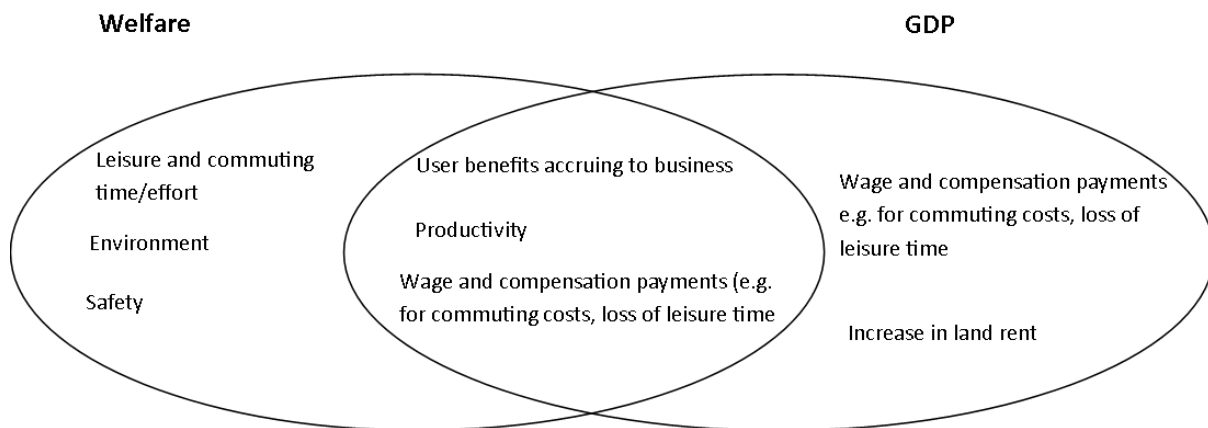 Welfare
GDP
Leisure and commuting
time/effort
Environment
Safety
User benefits accruing to business
Productivity
Wage and compensation payments (e.g.
for commuting costs, loss of leisure time
Wage and compensation payments
e.g. for commuting costs, loss of
leisure time
Increase in land rent